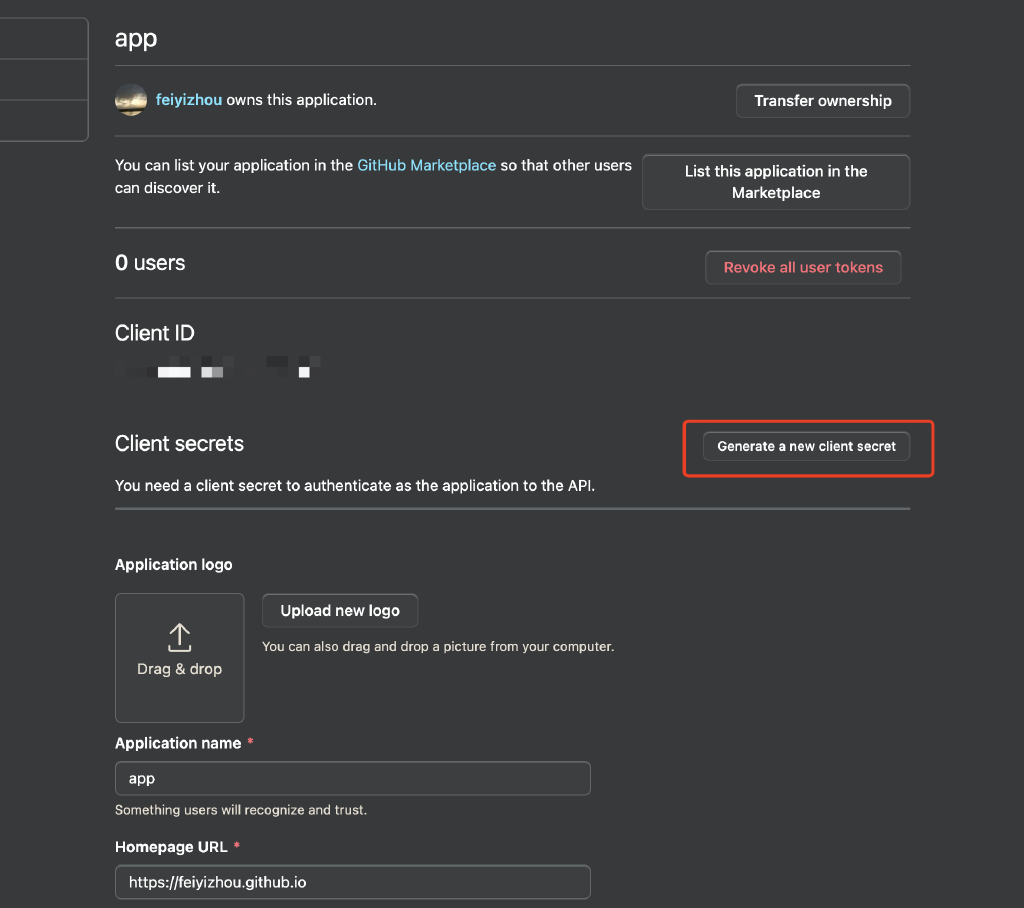 app
feiyizhou owns this application.
Transfer ownership
You can list your application in the GitHub Marketplace so that other users
can discover it.
List this application in the
Marketplace
0 users
Revoke all user tokens
Client ID
Client secrets
Generate a new client secret
You need a client secret to authenticate as the application to the API.
Application logo
Drag & drop
Upload new logo
You can also drag and drop a picture from your computer.
Application name *
app
Something users will recognize and trust.
Homepage URL *
https://feiyizhou.github.io